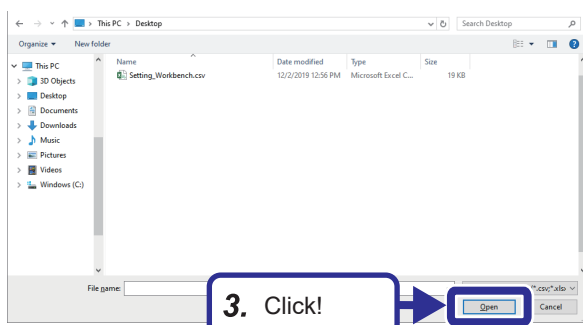 This PC > Desktop
Search Desktop
Organize
New folder
Name
Date modified
Type
Size
Setting_Workbench.csv
12/2/2019 12:56 PM
Microsoft Excel C...
19 KB
This PC
3D Objects
Desktop
Documents
Downloads
Music
Pictures
Videos
Windows (C:)
File name:
*.csv;*.xls
3. Click!
Open
Cancel